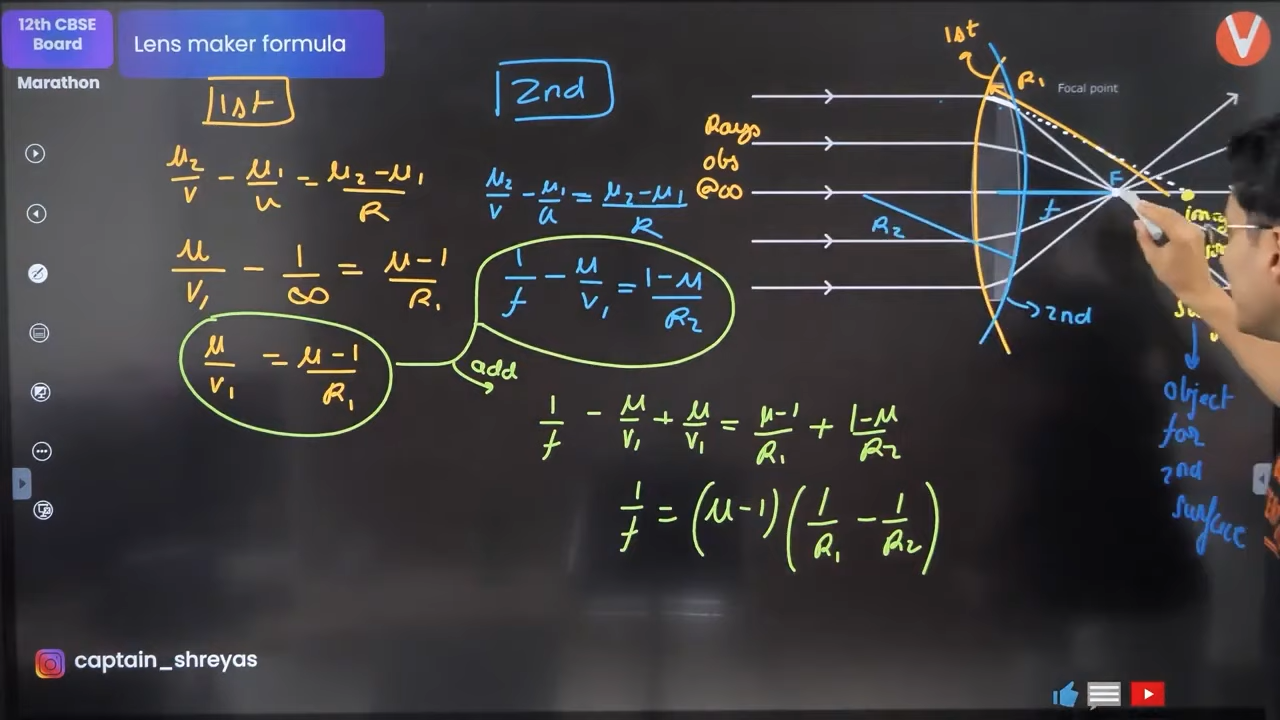 12th CBSE
Board
Marathon
Lens maker formula
1st
μ2/v - μ1/u = μ2-μ1/R
μ/v1 - 1/∞ = μ-1/R1
μ/v1 = μ-1/R1
2nd
μ2/v - μ1/u = μ2-μ1/R
1/f - μ/v1 = 1-μ/R2
add
1/f - μ/v1 + μ/v1 = μ-1/R1 + 1-μ/R2
1/f = (μ-1)(1/R1 - 1/R2)
1st
R1
Focal point
Rays
obs
@∞
F
f
R2
2nd
object
for
2nd
surface
captain_shreyas
V